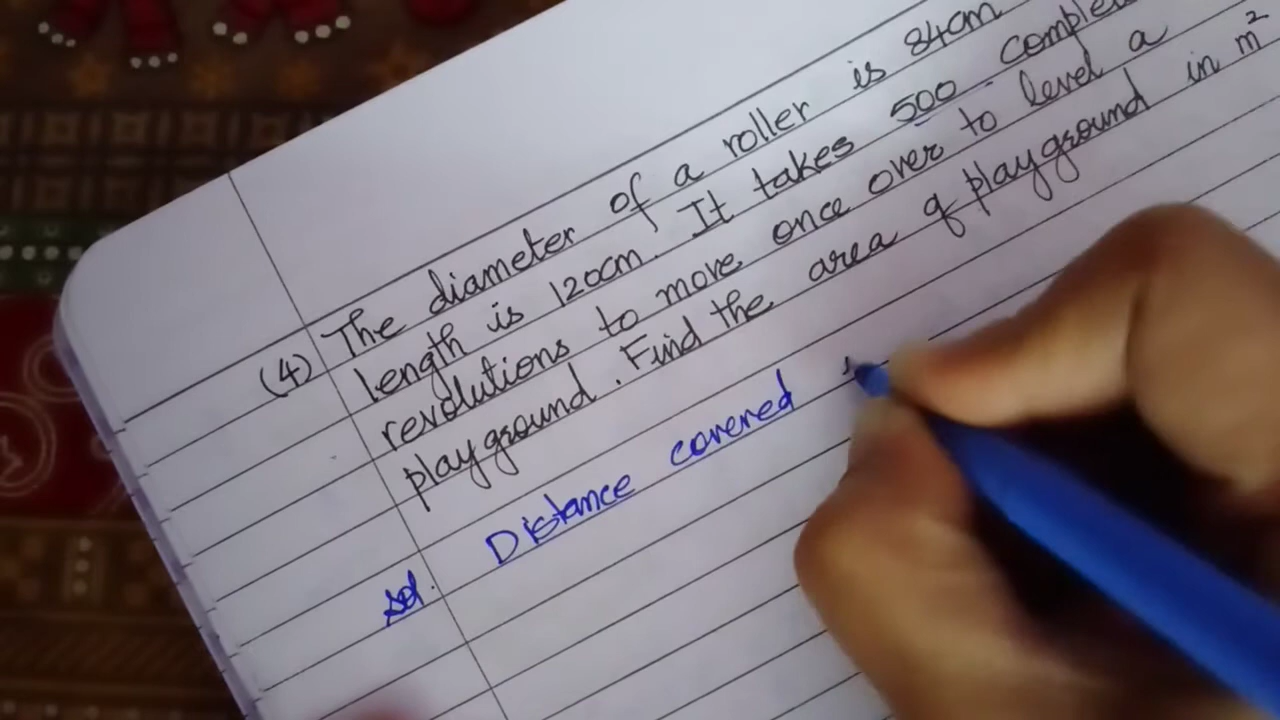 (4) The diameter of a roller is 84cm
length is 120cm. It takes 500
revolutions to move once over to level a
playground. Find the area of playground in m²
sol. Distance covered